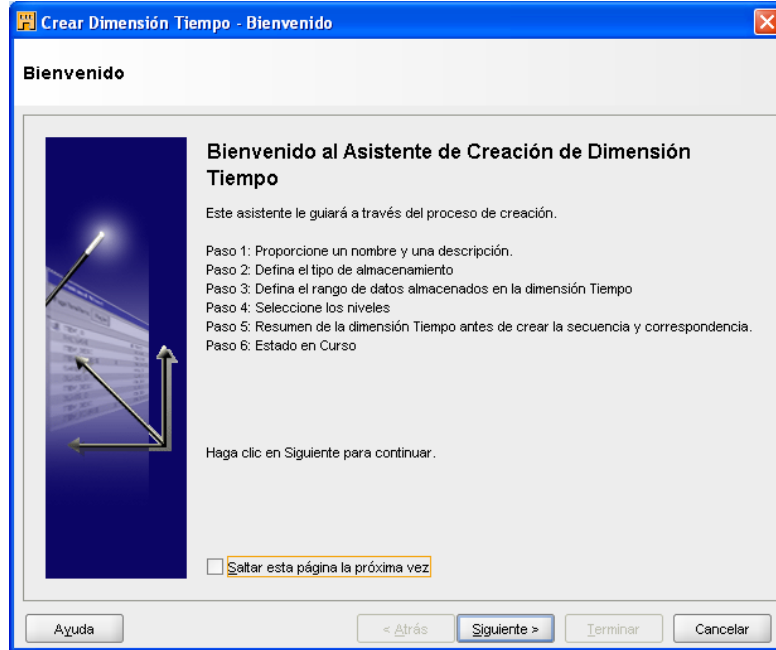 Crear Dimensión Tiempo - Bienvenido
Bienvenido
Bienvenido al Asistente de Creación de Dimensión
Tiempo
Este asistente le guiará a través del proceso de creación.
Paso 1: Proporcione un nombre y una descripción.
Paso 2: Defina el tipo de almacenamiento
Paso 3: Defina el rango de datos almacenados en la dimensión Tiempo
Paso 4: Seleccione los niveles
Paso 5: Resumen de la dimensión Tiempo antes de crear la secuencia y correspondencia.
Paso 6: Estado en Curso
Haga clic en Siguiente para continuar.
Saltar esta página la próxima vez
Ayuda < Atrás Siguiente > Terminar Cancelar